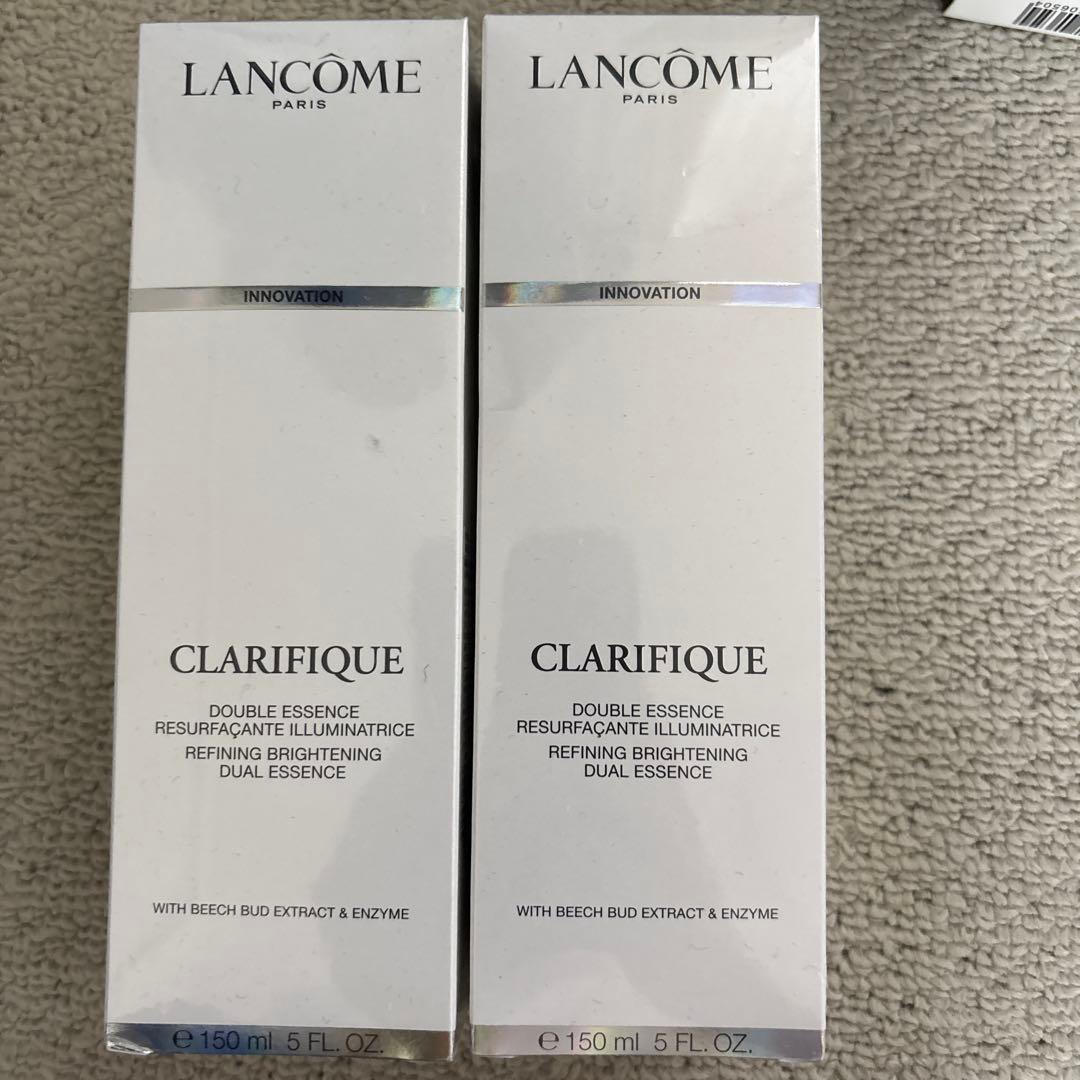 LANCÔME
PARIS
INNOVATION
CLARIFIQUE
DOUBLE ESSENCE
RESURFAÇANTE ILLUMINATRICE
REFINING BRIGHTENING
DUAL ESSENCE
WITH BEECH BUD EXTRACT & ENZYME
e 150 ml 5 FL. OZ.
LANCÔME
PARIS
INNOVATION
CLARIFIQUE
DOUBLE ESSENCE
RESURFAÇANTE ILLUMINATRICE
REFINING BRIGHTENING
DUAL ESSENCE
WITH BEECH BUD EXTRACT & ENZYME
e 150 ml 5 FL. OZ.